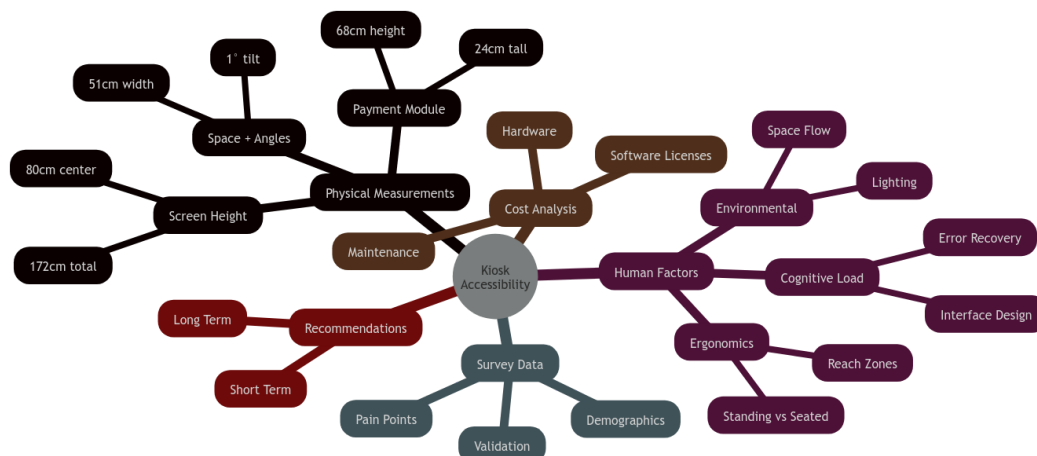 68cm height
24cm tall
1° tilt
51cm width
Payment Module
Space + Angles
Hardware
Space Flow
Software Licenses
80cm center
Physical Measurements
Lighting
Cost Analysis
Environmental
Screen Height
Error Recovery
Maintenance
172cm total
Kiosk
Accessibility
Human Factors
Cognitive Load
Long Term
Recommendations
Interface Design
Ergonomics
Survey Data
Reach Zones
Short Term
Pain Points
Demographics
Standing vs Seated
Validation